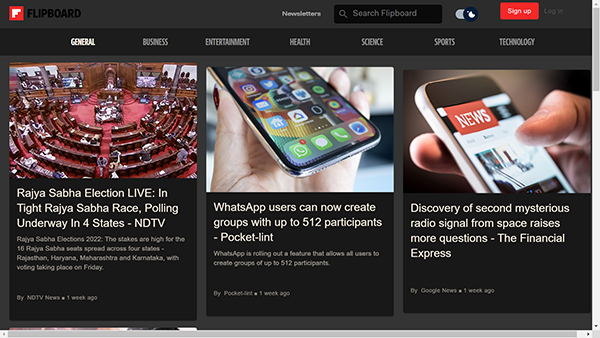 FLIPBOARD
Newsletters
Search Flipboard
Sign up
Log in
GENERAL
BUSINESS
ENTERTAINMENT
HEALTH
SCIENCE
SPORTS
TECHNOLOGY
NEWS
Rajya Sabha Election LIVE: In
Tight Rajya Sabha Race, Polling
Underway In 4 States - NDTV
Rajya Sabha Elections 2022: The stakes are high for the
16 Rajya Sabha seats spread across four states -
Rajasthan, Haryana, Maharashtra and Karnataka, with
voting taking place on Friday.
By NDTV News ■ 1 week ago
WhatsApp users can now create
groups with up to 512 participants
- Pocket-lint
WhatsApp is rolling out a feature that allows all users to
create groups of up to 512 participants.
By Pocket-lint ■ 1 week ago
Discovery of second mysterious
radio signal from space raises
more questions - The Financial
Express
By Google News ■ 1 week ago